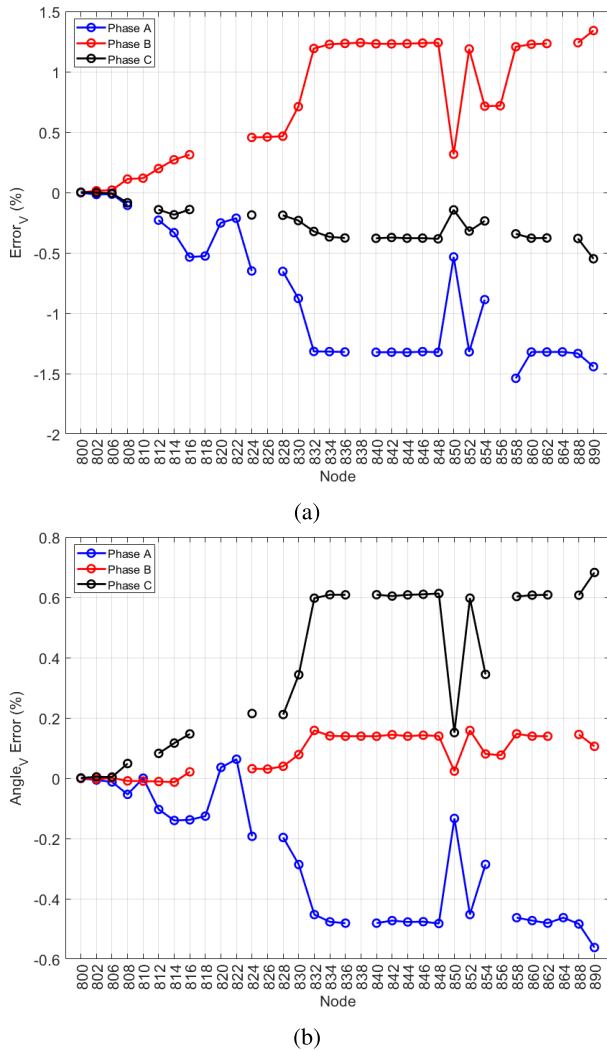 1.5
1
0.5
0
-0.5
-1
-1.5
-2
Error_V (%)
Phase A
Phase B
Phase C
800 802 806 808 810 812 814 816 818 820 822 824 826 828 830 832 834 836 838 840 842 844 846 848 850 852 854 856 858 860 862 864 888 890
Node
(a)
0.8
0.6
0.4
0.2
0
-0.2
-0.4
-0.6
Angle_V Error (%)
Phase A
Phase B
Phase C
800 802 806 808 810 812 814 816 818 820 822 824 826 828 830 832 834 836 838 840 842 844 846 848 850 852 854 856 858 860 862 864 888 890
Node
(b)